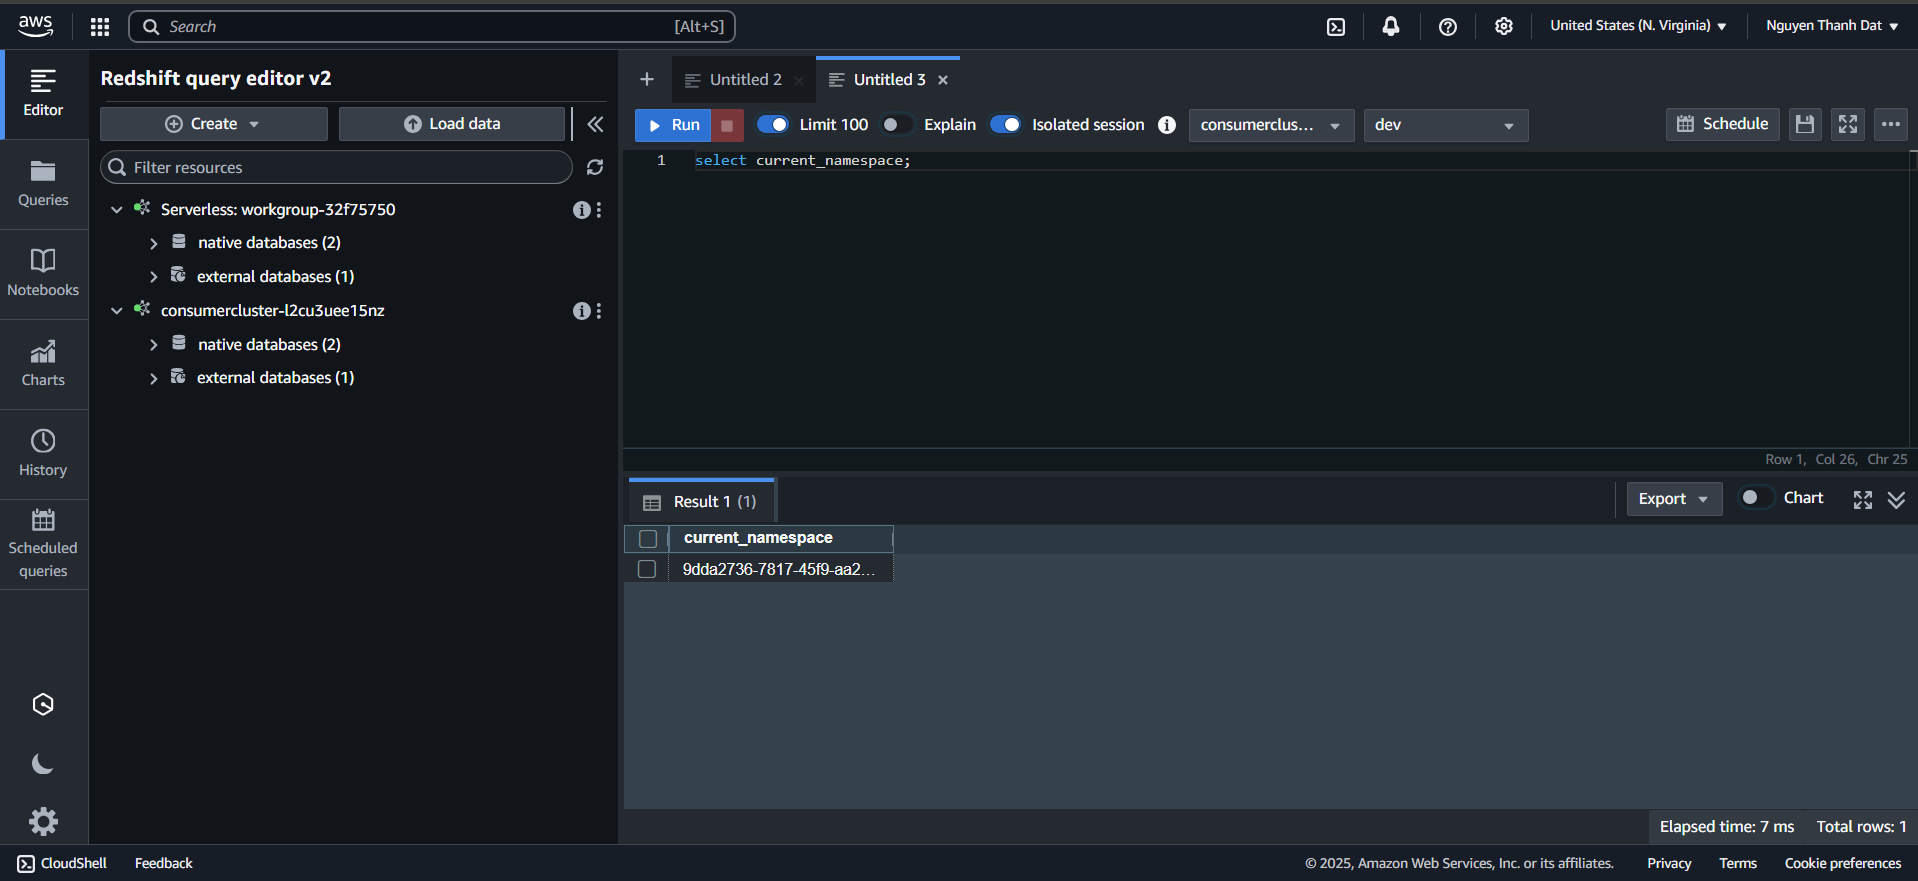 aws
Search [Alt+S]
United States (N. Virginia)
Nguyen Thanh Dat
Editor
Queries
Notebooks
Charts
History
Scheduled
queries
Redshift query editor v2
Create
Load data
Filter resources
Serverless: workgroup-32f75750
native databases (2)
external databases (1)
consumercluster-l2cu3uee15nz
native databases (2)
external databases (1)
Untitled 2
Untitled 3
Run
Limit 100
Explain
Isolated session
consumerclus...
dev
Schedule
1 select current_namespace;
Row 1, Col 26, Chr 25
Result 1 (1)
Export
Chart
current_namespace
9dda2736-7817-45f9-aa2...
Elapsed time: 7 ms Total rows: 1
CloudShell
Feedback
© 2025, Amazon Web Services, Inc. or its affiliates.
Privacy
Terms
Cookie preferences